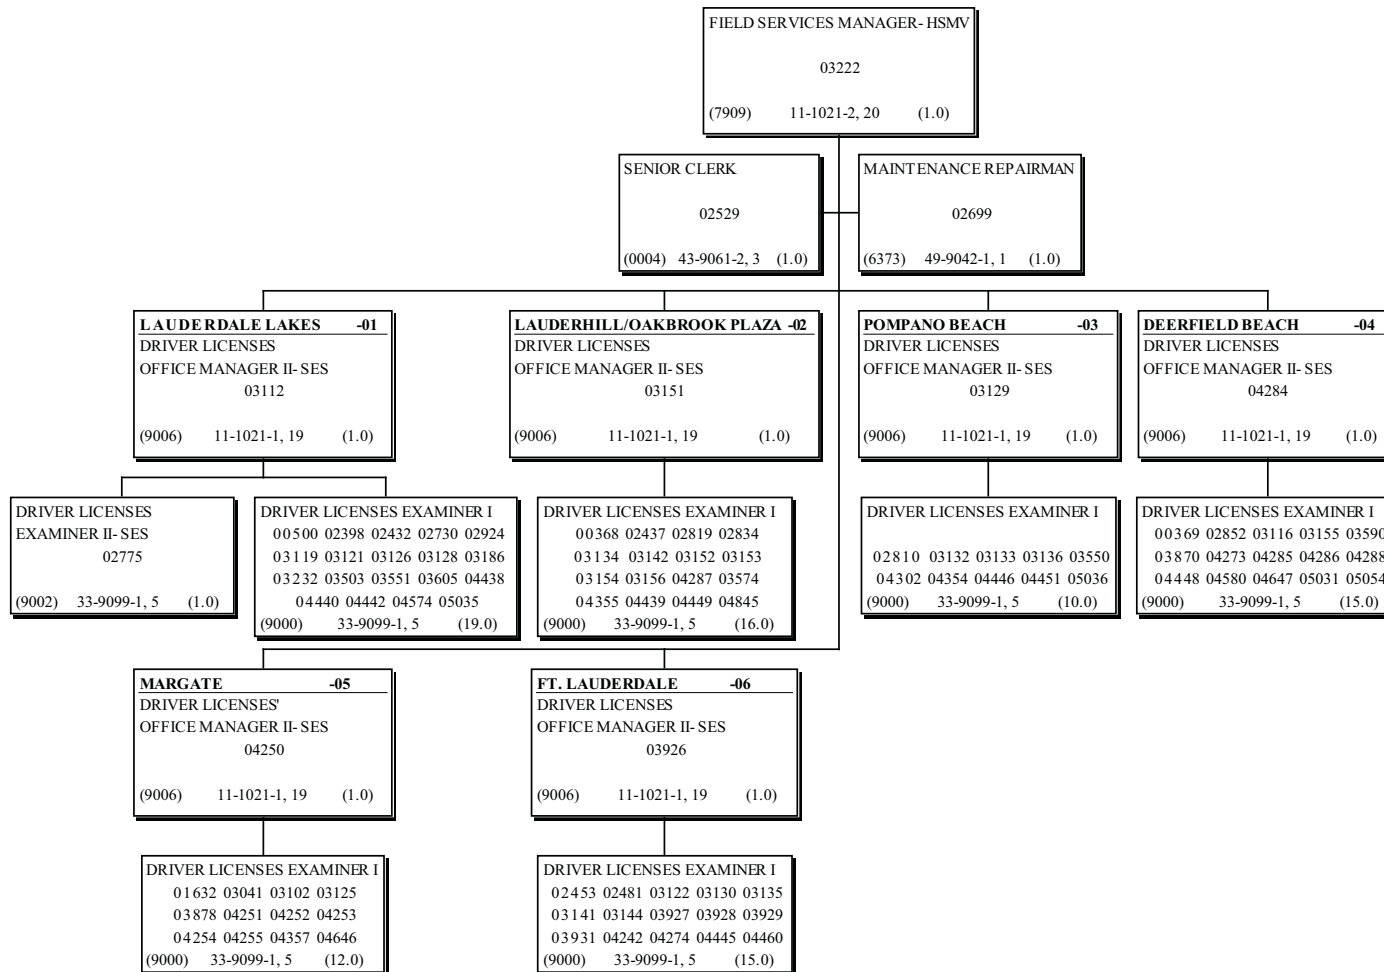 FIELD SERVICES MANAGER- HSMV
03222
(7909) 11-1021-2, 20 (1.0)
SENIOR CLERK
02529
(0004) 43-9061-2, 3 (1.0)
MAINTENANCE REPAIRMAN
02699
(6373) 49-9042-1, 1 (1.0)
LAUDERDALE LAKES -01
DRIVER LICENSES
OFFICE MANAGER II- SES
03112
(9006) 11-1021-1, 19 (1.0)
LAUDERHILL/OAKBROOK PLAZA -02
DRIVER LICENSES
OFFICE MANAGER II- SES
03151
(9006) 11-1021-1, 19 (1.0)
POMPANO BEACH -03
DRIVER LICENSES
OFFICE MANAGER II- SES
03129
(9006) 11-1021-1, 19 (1.0)
DEERFIELD BEACH -04
DRIVER LICENSES
OFFICE MANAGER II- SES
04284
(9006) 11-1021-1, 19 (1.0)
DRIVER LICENSES
EXAMINER II- SES
02775
(9002) 33-9099-1, 5 (1.0)
DRIVER LICENSES EXAMINER I
00500 02398 02432 02730 02924
03119 03121 03126 03128 03186
03232 03503 03551 03605 04438
04440 04442 04574 05035
(9000) 33-9099-1, 5 (19.0)
DRIVER LICENSES EXAMINER I
00368 02437 02819 02834
03134 03142 03152 03153
03154 03156 04287 03574
04355 04439 04449 04845
(9000) 33-9099-1, 5 (16.0)
DRIVER LICENSES EXAMINER I
02810 03132 03133 03136 03550
04302 04354 04446 04451 05036
(9000) 33-9099-1, 5 (10.0)
DRIVER LICENSES EXAMINER I
00369 02852 03116 03155 03590
03870 04273 04285 04286 04288
04448 04580 04647 05031 05054
(9000) 33-9099-1, 5 (15.0)
MARGATE -05
DRIVER LICENSES'
OFFICE MANAGER II- SES
04250
(9006) 11-1021-1, 19 (1.0)
FT. LAUDERDALE -06
DRIVER LICENSES
OFFICE MANAGER II- SES
03926
(9006) 11-1021-1, 19 (1.0)
DRIVER LICENSES EXAMINER I
01632 03041 03102 03125
03878 04251 04252 04253
04254 04255 04357 04646
(9000) 33-9099-1, 5 (12.0)
DRIVER LICENSES EXAMINER I
02453 02481 03122 03130 03135
03141 03144 03927 03928 03929
03931 04242 04274 04445 04460
(9000) 33-9099-1, 5 (15.0)